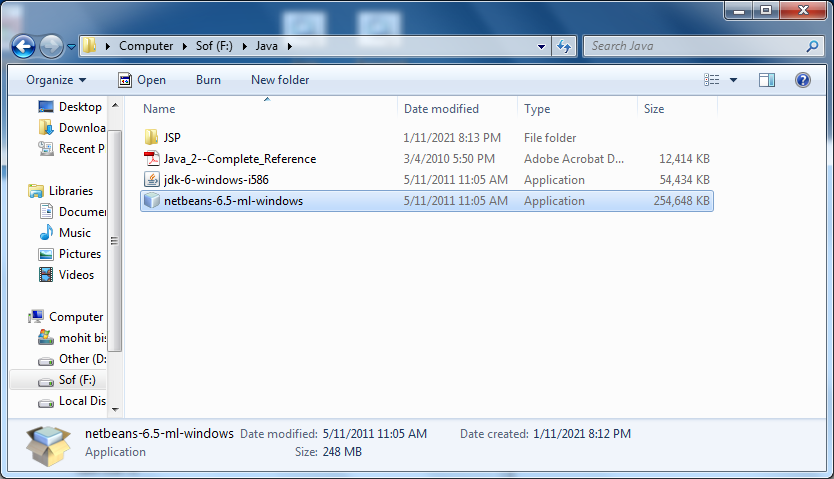 Computer Sof (F:) Java
Search Java
Organize Open Burn New folder
Desktop
Downloa
Recent P
Libraries
Documer
Music
Pictures
Videos
Computer
mohit bis
Other (D:
Sof (F:)
Local Dis
Name Date modified Type Size
JSP 1/11/2021 8:13 PM File folder
Java_2--Complete_Reference 3/4/2010 5:50 PM Adobe Acrobat D... 12,414 KB
jdk-6-windows-i586 5/11/2011 11:05 AM Application 54,434 KB
netbeans-6.5-ml-windows 5/11/2011 11:05 AM Application 254,648 KB
netbeans-6.5-ml-windows Date modified: 5/11/2011 11:05 AM Date created: 1/11/2021 8:12 PM
Application Size: 248 MB